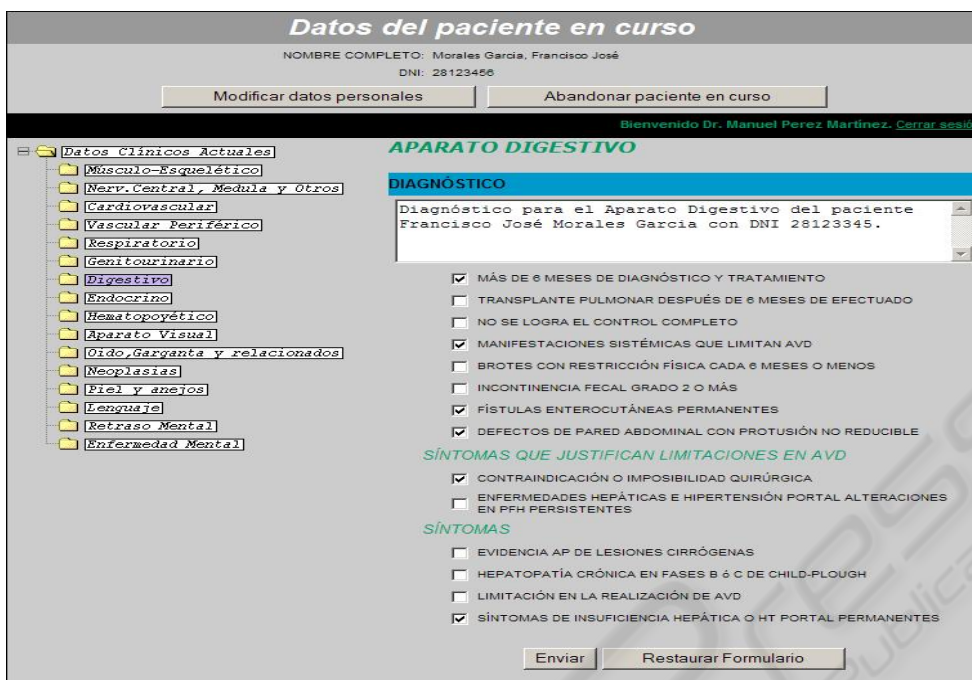 Datos del paciente en curso
NOMBRE COMPLETO: Morales Garcia, Francisco José
DNI: 28123456
Modificar datos personales
Abandonar paciente en curso
Bienvenido Dr. Manuel Perez Martínez. Cerrar sesió
Datos Clínicos Actuales
Músculo-Esquelético
Nerv.Central, Medula y Otros
Cardiovascular
Vascular Periférico
Respiratorio
Genitourinario
Digestivo
Endocrino
Hematopoyético
Aparato Visual
Oido,Garganta y relacionados
Neoplasias
Piel y anejos
Lenguaje
Retraso Mental
Enfermedad Mental
APARATO DIGESTIVO
DIAGNÓSTICO
Diagnóstico para el Aparato Digestivo del paciente
Francisco José Morales Garcia con DNI 28123345.
MÁS DE 6 MESES DE DIAGNÓSTICO Y TRATAMIENTO
TRANSPLANTE PULMONAR DESPUÉS DE 6 MESES DE EFECTUADO
NO SE LOGRA EL CONTROL COMPLETO
MANIFESTACIONES SISTÉMICAS QUE LIMITAN AVD
BROTES CON RESTRICCIÓN FÍSICA CADA 6 MESES O MENOS
INCONTINENCIA FECAL GRADO 2 O MÁS
FÍSTULAS ENTEROCUTÁNEAS PERMANENTES
DEFECTOS DE PARED ABDOMINAL CON PROTUSIÓN NO REDUCIBLE
SÍNTOMAS QUE JUSTIFICAN LIMITACIONES EN AVD
CONTRAINDICACIÓN O IMPOSIBILIDAD QUIRÚRGICA
ENFERMEDADES HEPÁTICAS E HIPERTENSIÓN PORTAL ALTERACIONES
EN PFH PERSISTENTES
SÍNTOMAS
EVIDENCIA AP DE LESIONES CIRRÓGENAS
HEPATOPATÍA CRÓNICA EN FASES B ó C DE CHILD-PLOUGH
LIMITACIÓN EN LA REALIZACIÓN DE AVD
SÍNTOMAS DE INSUFICIENCIA HEPÁTICA O HT PORTAL PERMANENTES
Enviar
Restaurar Formulario